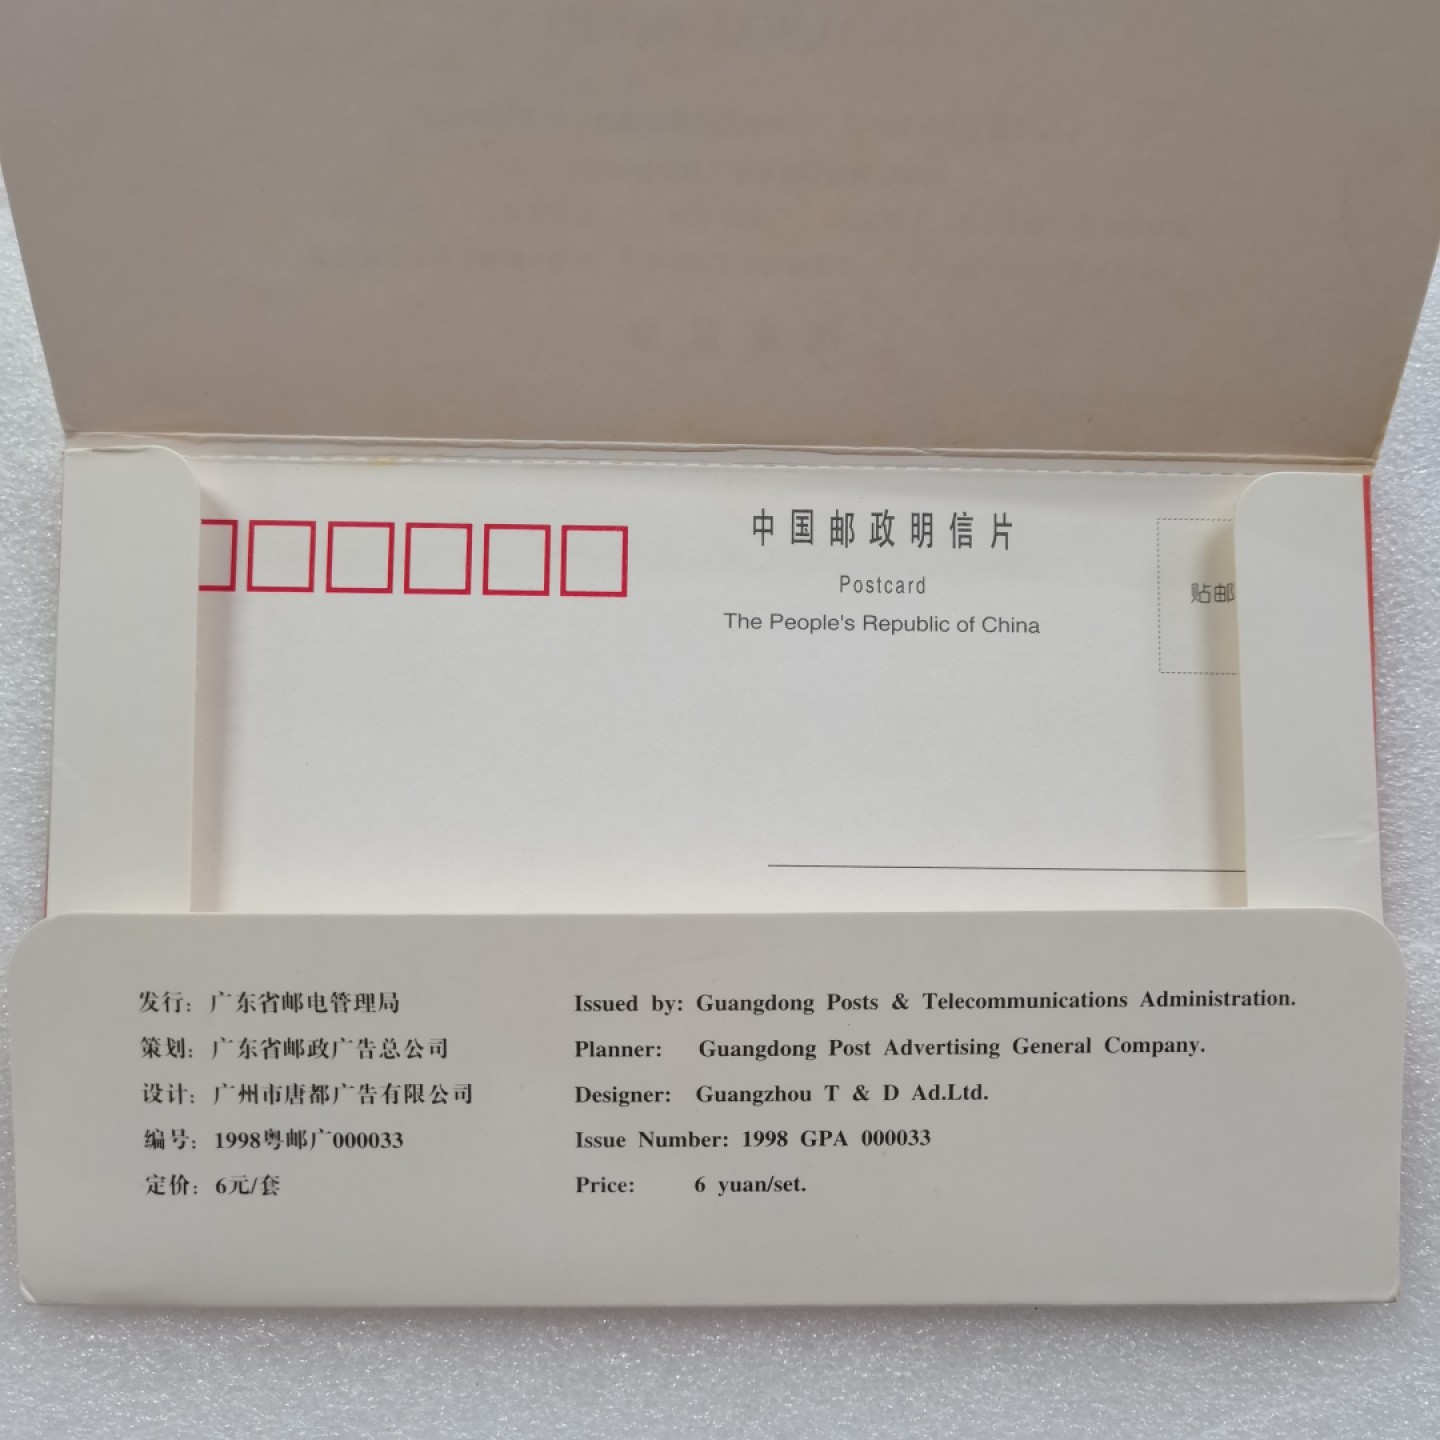 中国邮政明信片
Postcard
The People's Republic of China
贴邮
发行：广东省邮电管理局
Issued by: Guangdong Posts & Telecommunications Administration.
策划：广东省邮政广告总公司
Planner: Guangdong Post Advertising General Company.
设计：广州市唐都广告有限公司
Designer: Guangzhou T & D Ad.Ltd.
编号：1998粤邮广000033
Issue Number: 1998 GPA 000033
定价：6元/套
Price: 6 yuan/set.